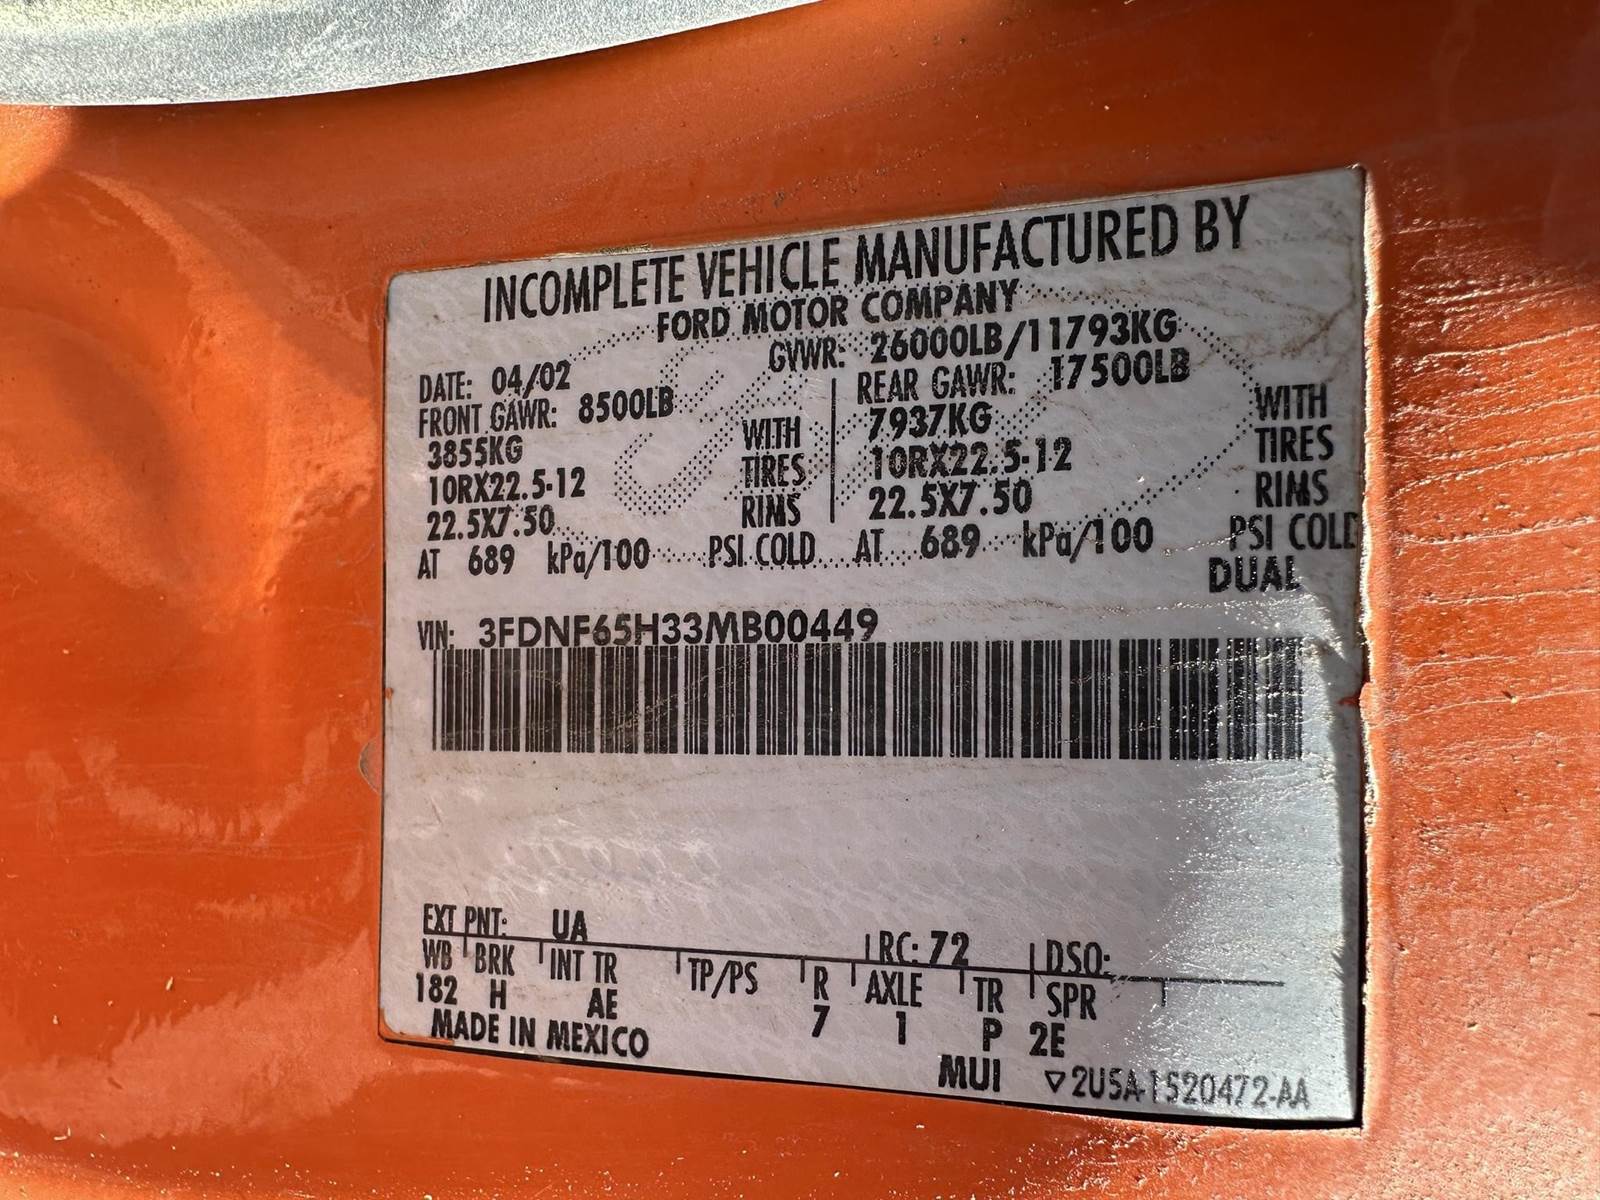 INCOMPLETE VEHICLE MANUFACTURED BY
FORD MOTOR COMPANY
DATE: 04/02 GVWR: 26000LB/11793KG
FRONT GAWR: 8500LB REAR GAWR: 17500LB
3855KG WITH 7937KG WITH
10RX22.5-12 TIRES 10RX22.5-12 TIRES
22.5X7.50 RIMS 22.5X7.50 RIMS
AT 689 kPa/100 PSI COLD AT 689 kPa/100 PSI COLD
DUAL
VIN: 3FDNF65H33MB00449
EXT PNT: UA RC: 72 DSO:
WB BRK INT TR TP/PS R AXLE TR SPR
182 H AE 7 1 P 2E
MADE IN MEXICO
MUI ▽2U5A-1520472-AA